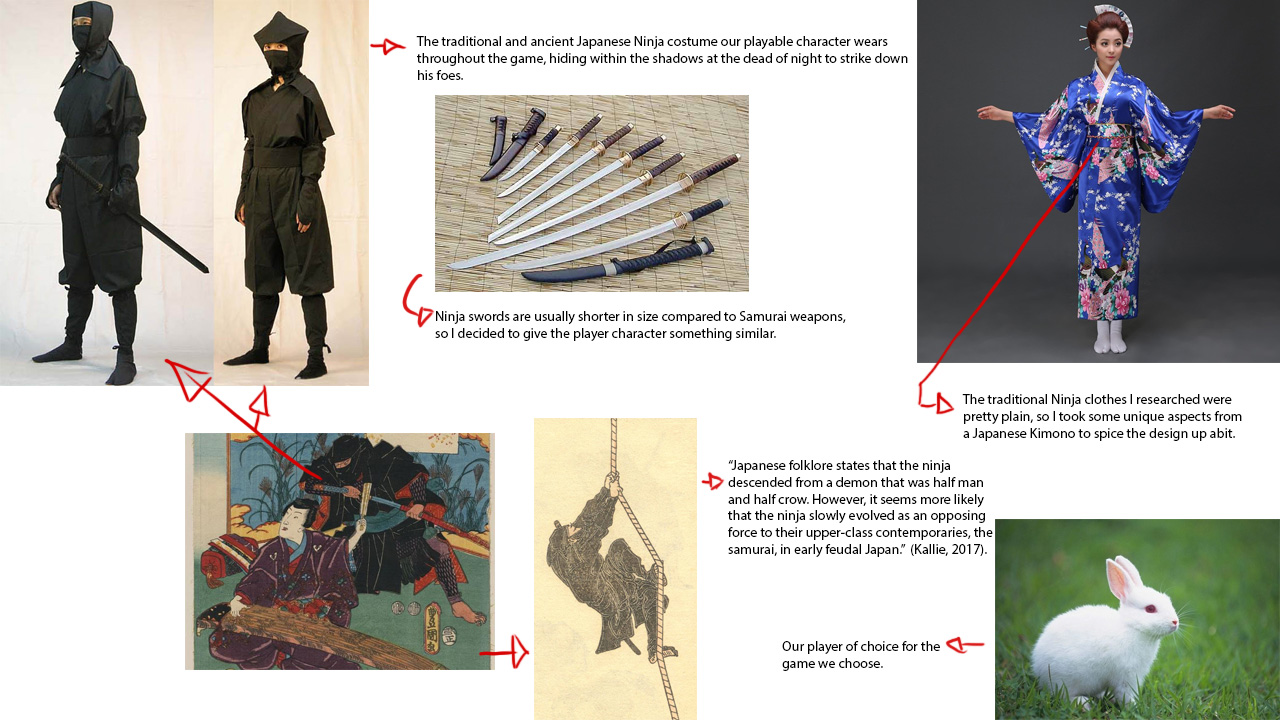 The traditional and ancient Japanese Ninja costume our playable character wears
throughout the game, hiding within the shadows at the dead of night to strike down
his foes.
Ninja swords are usually shorter in size compared to Samurai weapons,
so I decided to give the player character something similar.
The traditional Ninja clothes I researched were
pretty plain, so I took some unique aspects from
a Japanese Kimono to spice the design up abit.
“Japanese folklore states that the ninja
descended from a demon that was half man
and half crow. However, it seems more likely
that the ninja slowly evolved as an opposing
force to their upper-class contemporaries, the
samurai, in early feudal Japan.” (Kallie, 2017).
Our player of choice for the
game we choose.